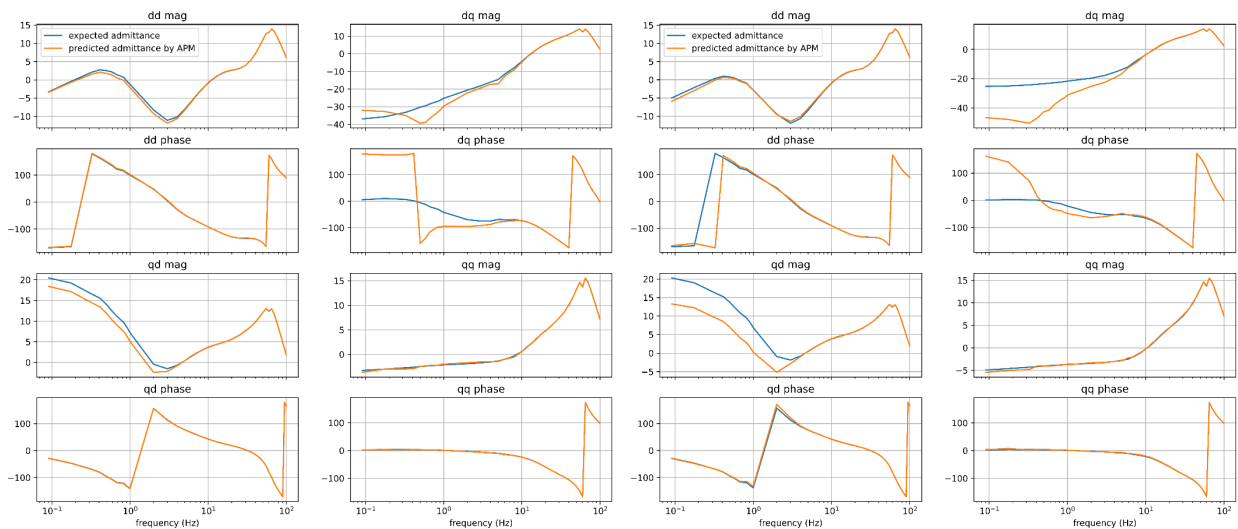 dd mag
dq mag
dd mag
dq mag
15
10
5
0
−5
−10
expected admittance
predicted admittance by APM
10
0
−10
−20
−30
−40
15
10
5
0
−5
−10
expected admittance
predicted admittance by APM
0
−20
−40
dd phase
dq phase
dd phase
dq phase
100
0
−100
100
0
−100
100
0
−100
100
0
−100
qd mag
qq mag
qd mag
qq mag
20
15
10
5
0
15
10
5
0
20
15
10
5
0
−5
15
10
5
0
−5
qd phase
qq phase
qd phase
qq phase
100
0
−100
100
0
−100
100
0
−100
100
0
−100
10⁻¹ 10⁰ 10¹ 10²
10⁻¹ 10⁰ 10¹ 10²
10⁻¹ 10⁰ 10¹ 10²
10⁻¹ 10⁰ 10¹ 10²
frequency (Hz)
frequency (Hz)
frequency (Hz)
frequency (Hz)